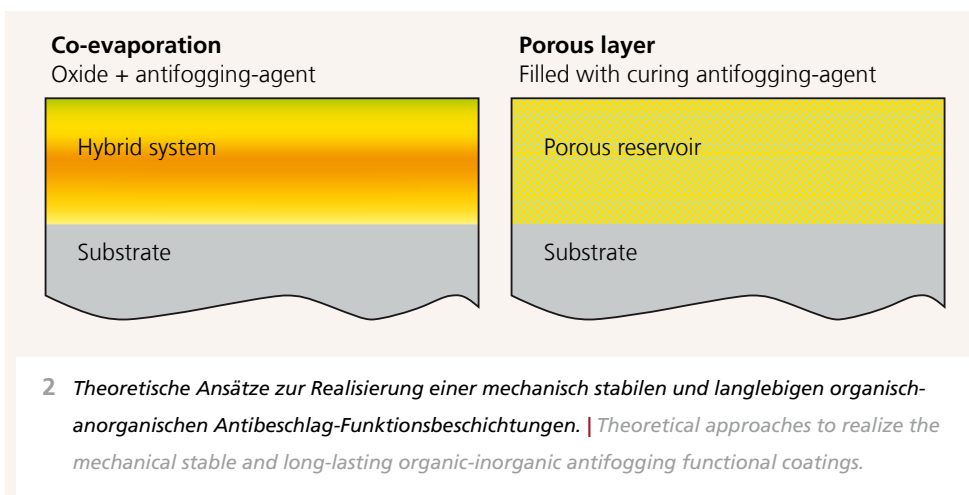 Co-evaporation
Oxide + antifogging-agent
Hybrid system
Substrate
Porous layer
Filled with curing antifogging-agent
Porous reservoir
Substrate
2 Theoretische Ansätze zur Realisierung einer mechanisch stabilen und langlebigen organisch-
anorganischen Antibeschlag-Funktionsbeschichtungen. | Theoretical approaches to realize the
mechanical stable and long-lasting organic-inorganic antifogging functional coatings.